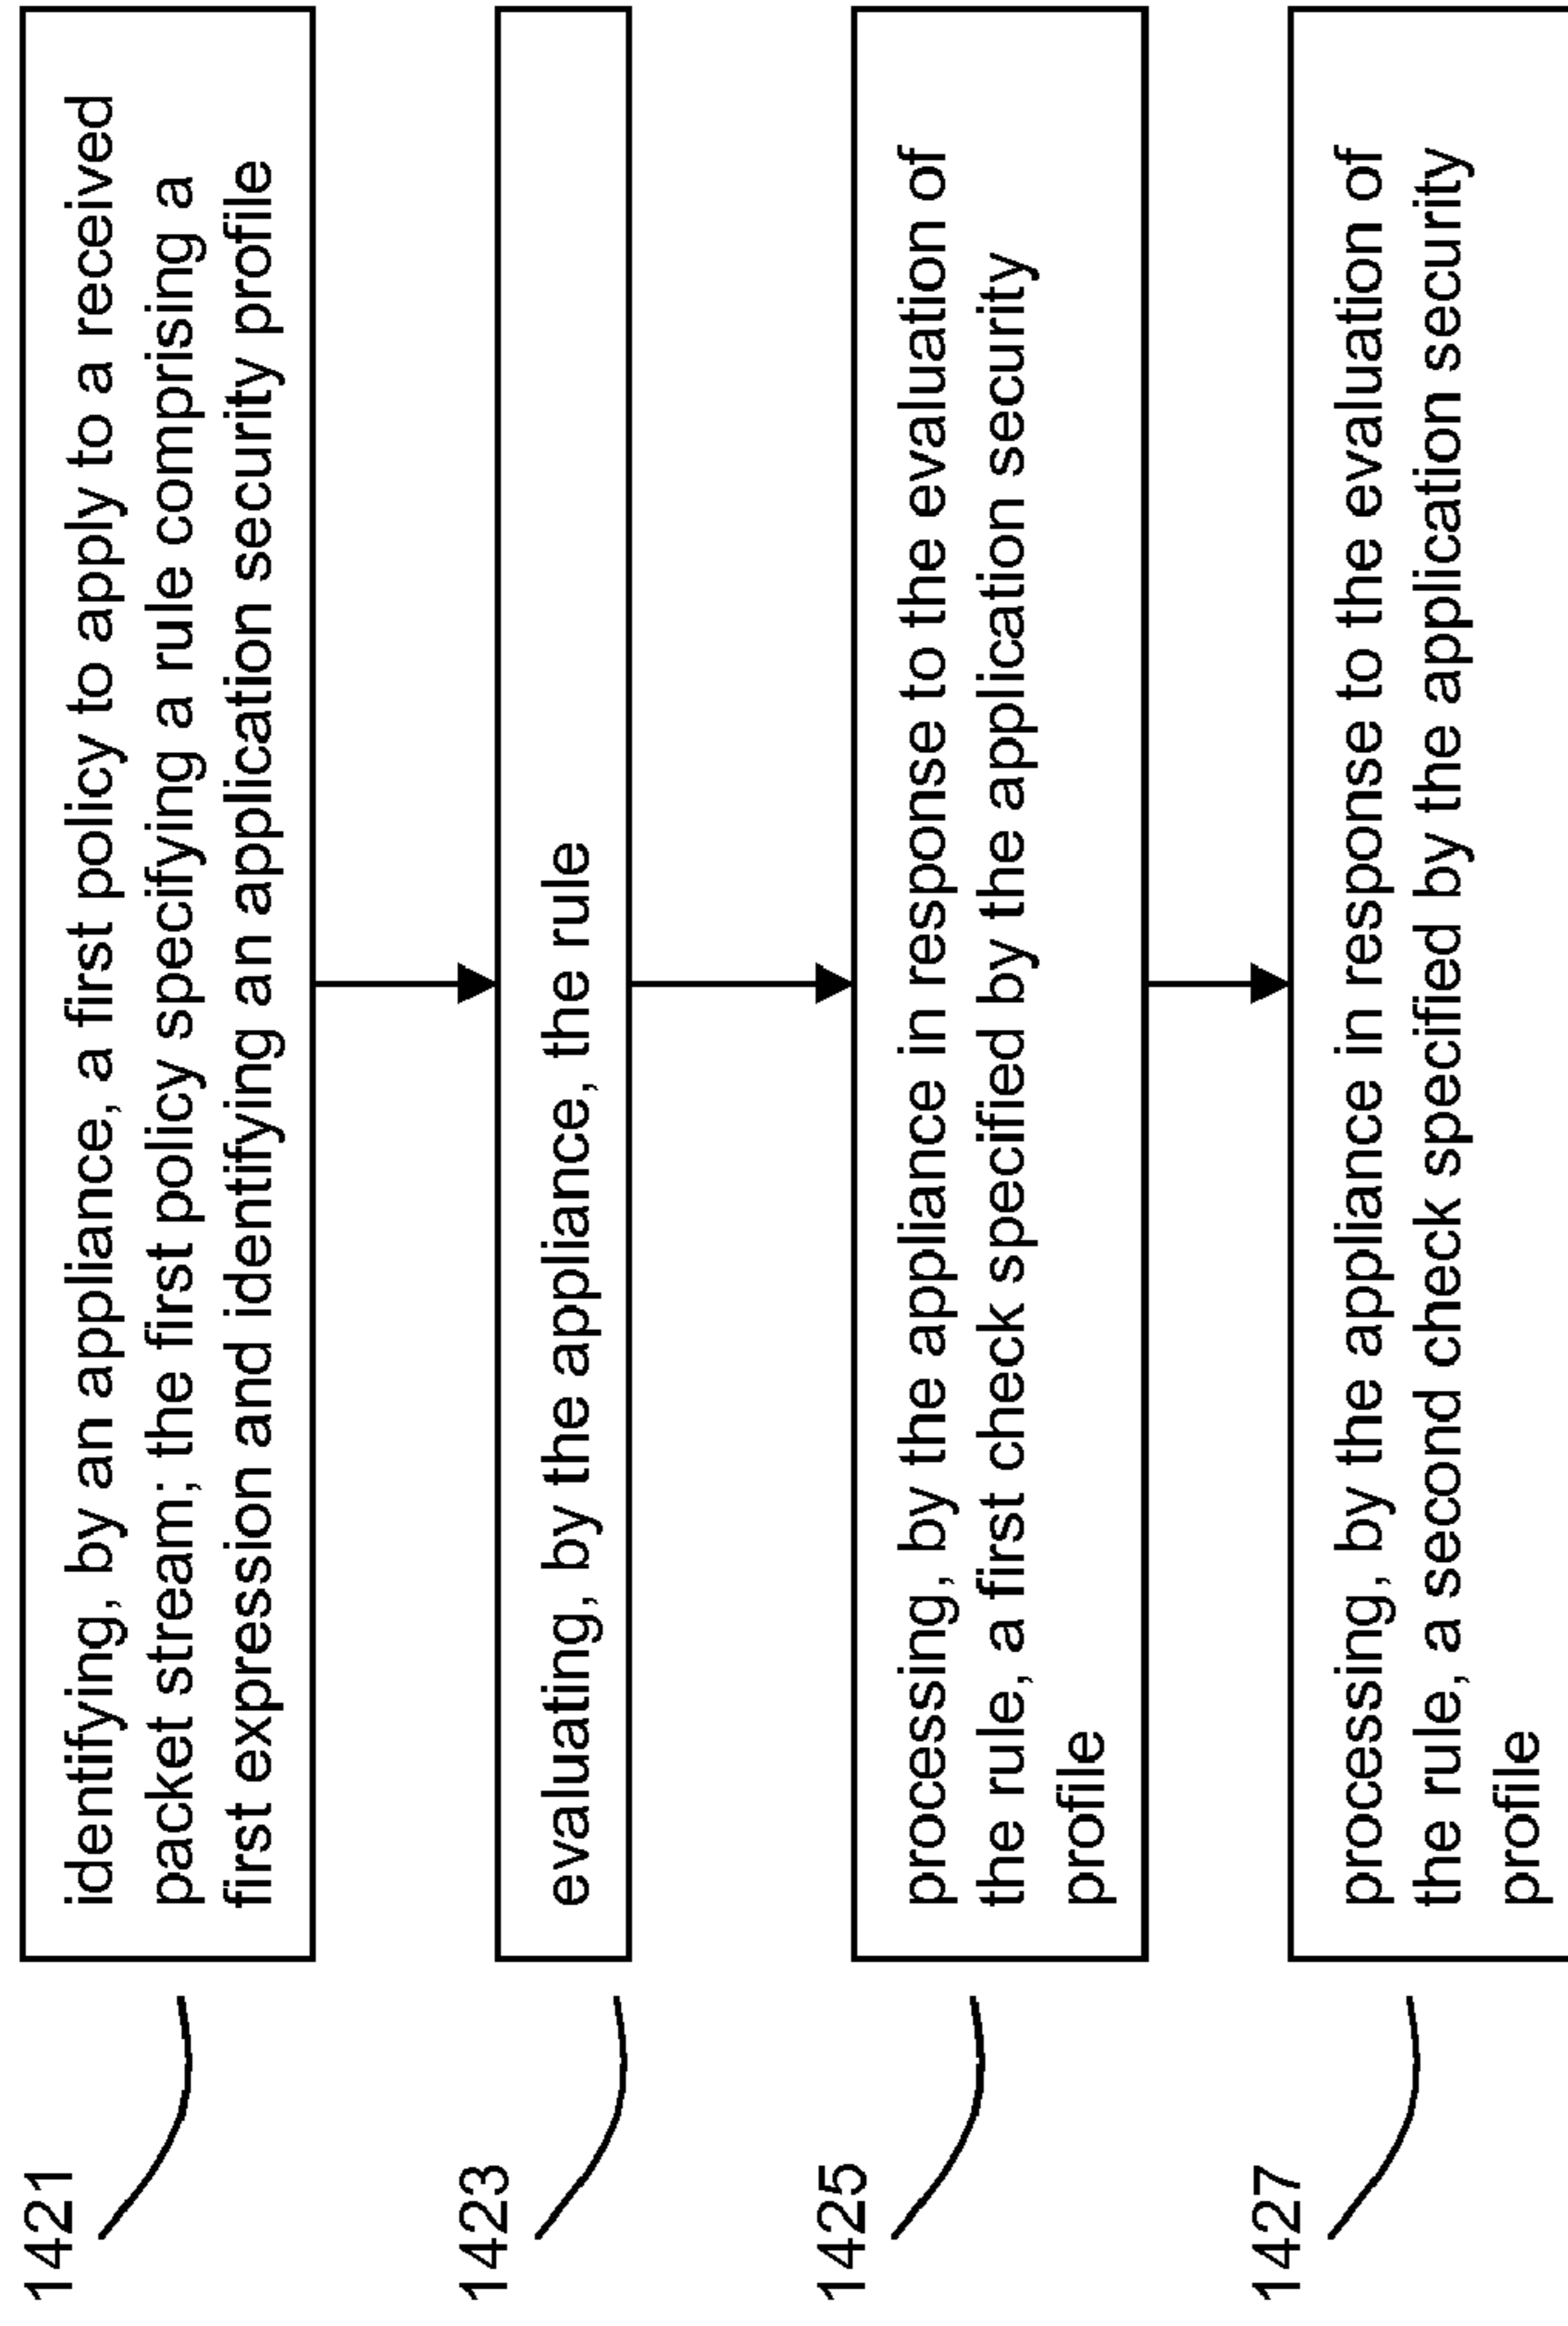 1421
identifying, by an appliance, a first policy to apply to a received
packet stream; the first policy specifying a rule comprising a
first expression and identifying an application security profile
1423
evaluating, by the appliance, the rule
1425
processing, by the appliance in response to the evaluation of
the rule, a first check specified by the application security
profile
1427
processing, by the appliance in response to the evaluation of
the rule, a second check specified by the application security
profile